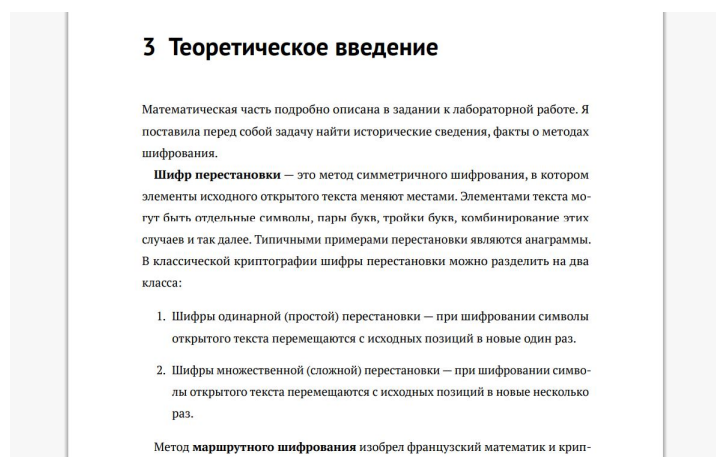 3 Теоретическое введение
Математическая часть подробно описана в задании к лабораторной работе. Я
поставила перед собой задачу найти исторические сведения, факты о методах
шифрования.
Шифр перестановки — это метод симметричного шифрования, в котором
элементы исходного открытого текста меняют местами. Элементами текста мо-
гут быть отдельные символы, пары букв, тройки букв, комбинирование этих
случаев и так далее. Типичными примерами перестановки являются анаграммы.
В классической криптографии шифры перестановки можно разделить на два
класса:
1. Шифры одинарной (простой) перестановки — при шифровании символы
открытого текста перемещаются с исходных позиций в новые один раз.
2. Шифры множественной (сложной) перестановки — при шифровании симво-
лы открытого текста перемещаются с исходных позиций в новые несколько
раз.
Метод маршрутного шифрования изобрел французский математик и крип-